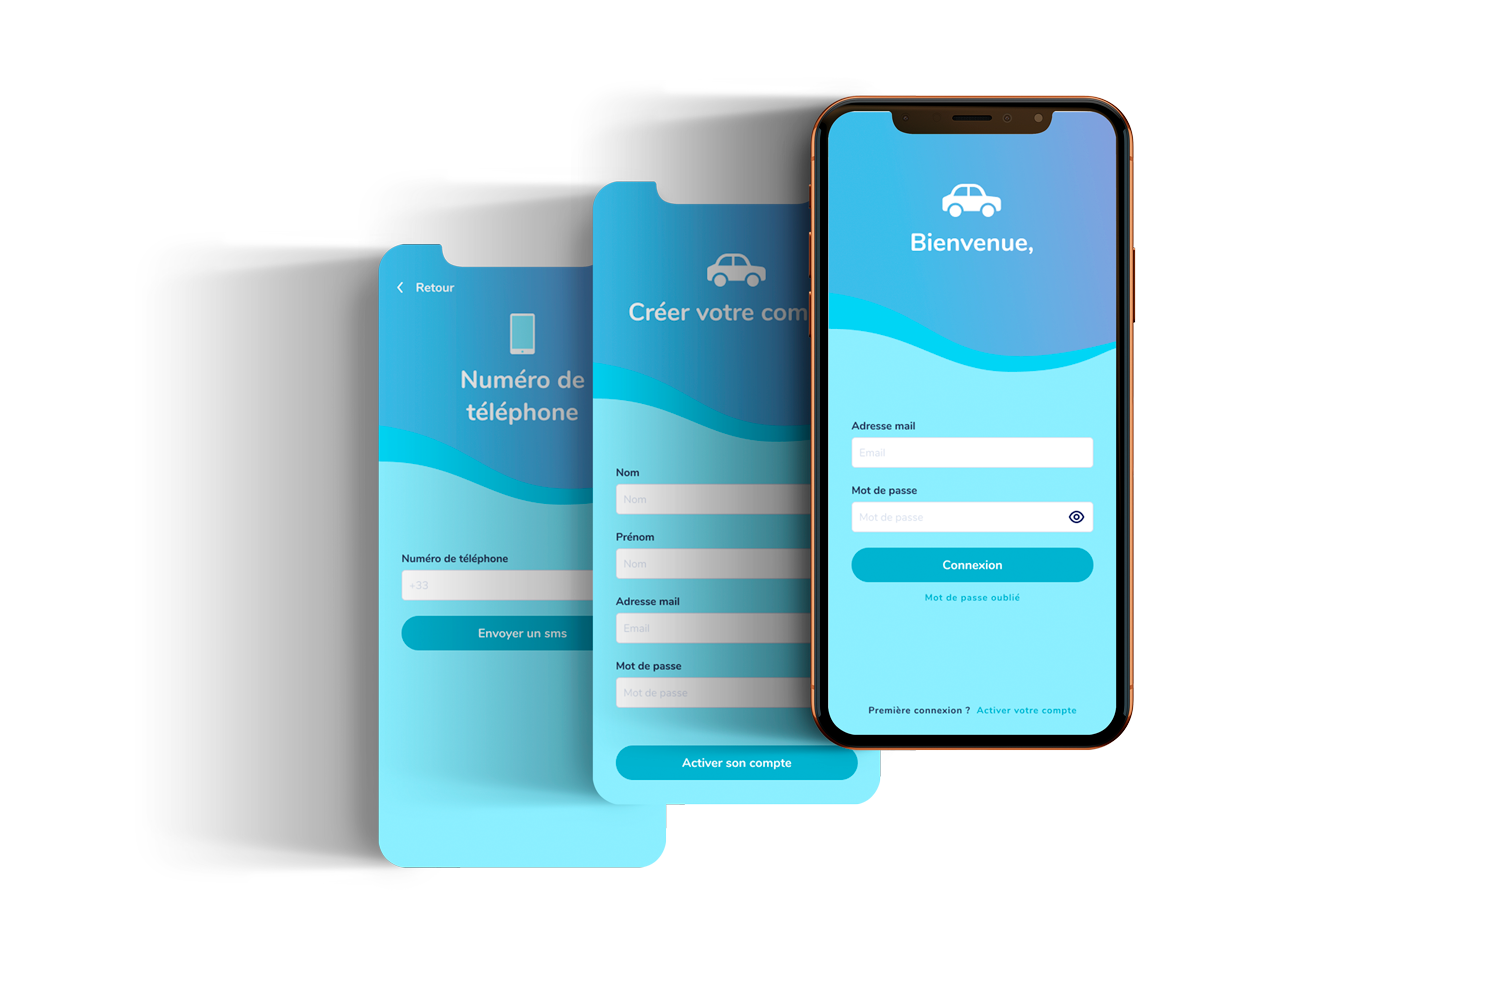 Retour
Numéro de
téléphone
Numéro de téléphone
+33
Envoyer un sms
Créer votre com
Nom
Nom
Prénom
Nom
Adresse mail
Email
Mot de passe
Mot de passe
Activer son compte
Bienvenue,
Adresse mail
Email
Mot de passe
Mot de passe
Connexion
Mot de passe oublié
Première connexion ? Activer votre compte